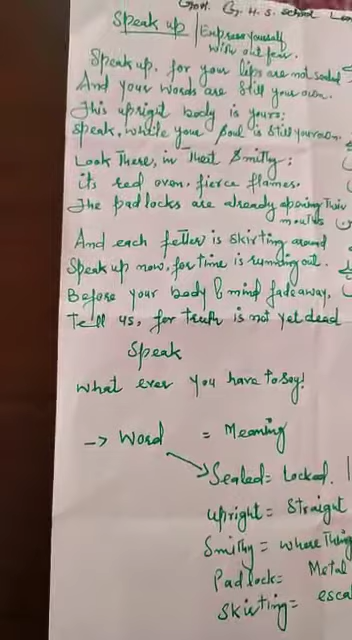 Govt. G. H. S. School
Speak up | Express yourself
with out fear.
Speak up, for your lips are not sealed
And your words are still your own.
This upright body is yours:
Speak, while your soul is still your own.
Look There, in That Smithy;
its red oven, fierce flames.
The padlocks are already opening Their
mouths
And each fetter is skirting around
Speak up now, for time is running out.
Before your body & mind fade away,
Tell us, for truth is not yet dead
Speak
What ever you have to say!
-> Word = Meaning
Sealed = Locked.
upright = Straight
Smithy = where Thing
Padlock = Metal
Skirting = esca